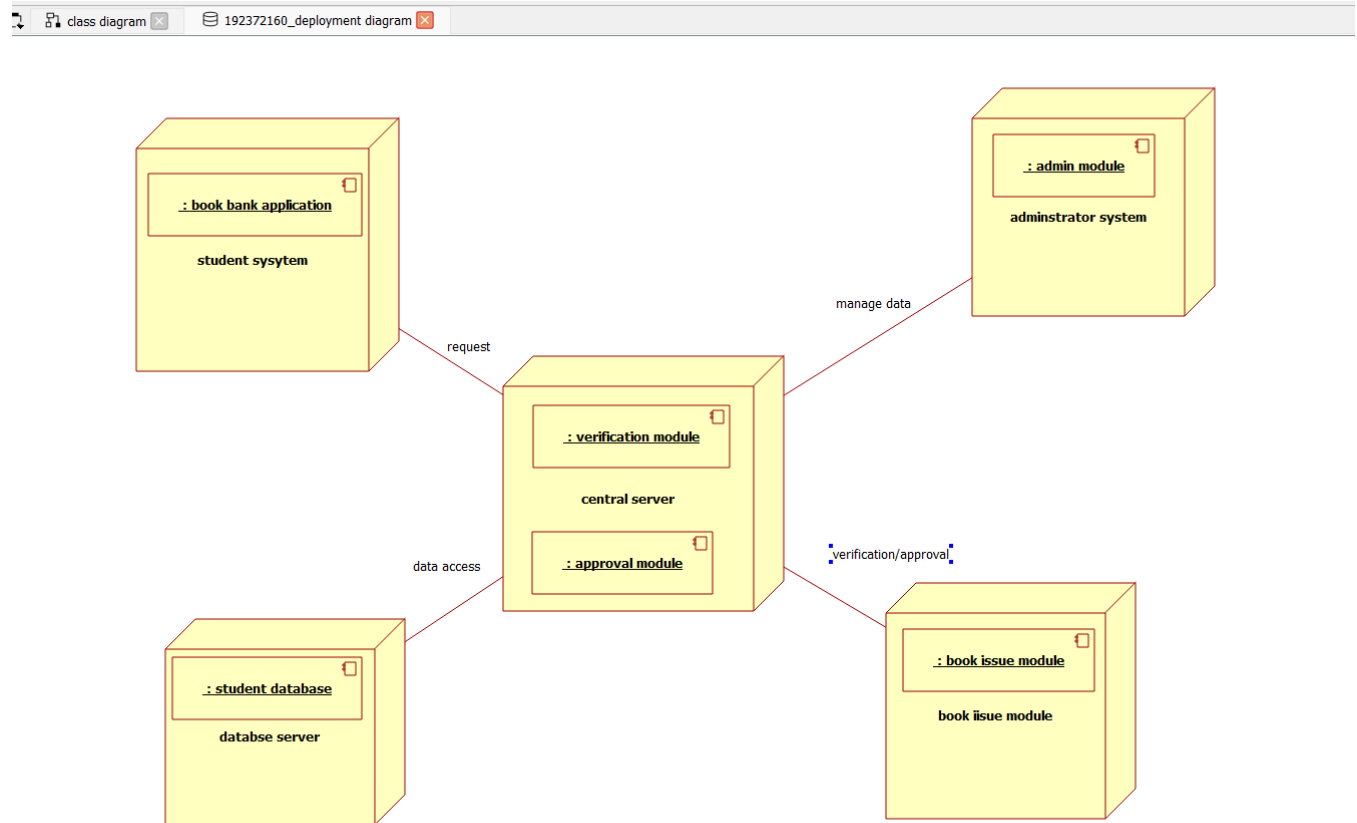 class diagram
192372160_deployment diagram
: book bank application
student sysytem
: admin module
adminstrator system
manage data
request
: verification module
central server
: approval module
data access
verification/approval
: student database
databse server
: book issue module
book iisue module